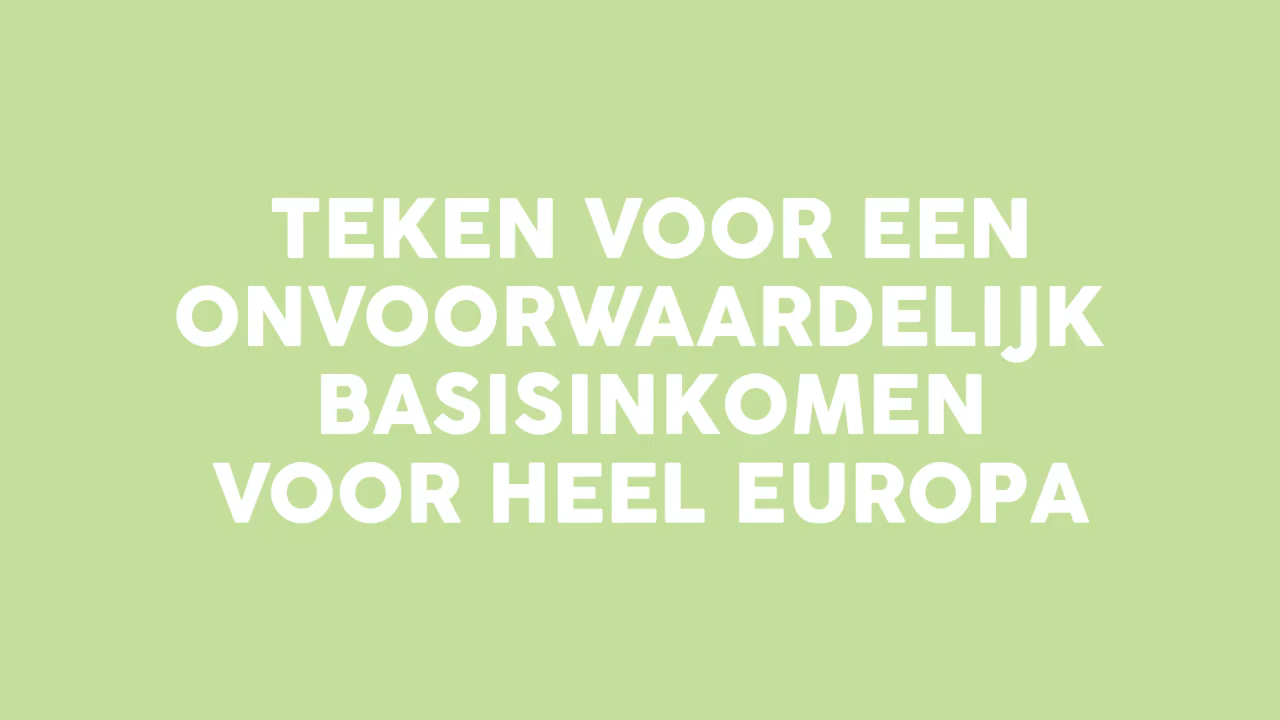 TEKEN VOOR EEN
ONVOORWAARDELIJK
BASISINKOMEN
VOOR HEEL EUROPA